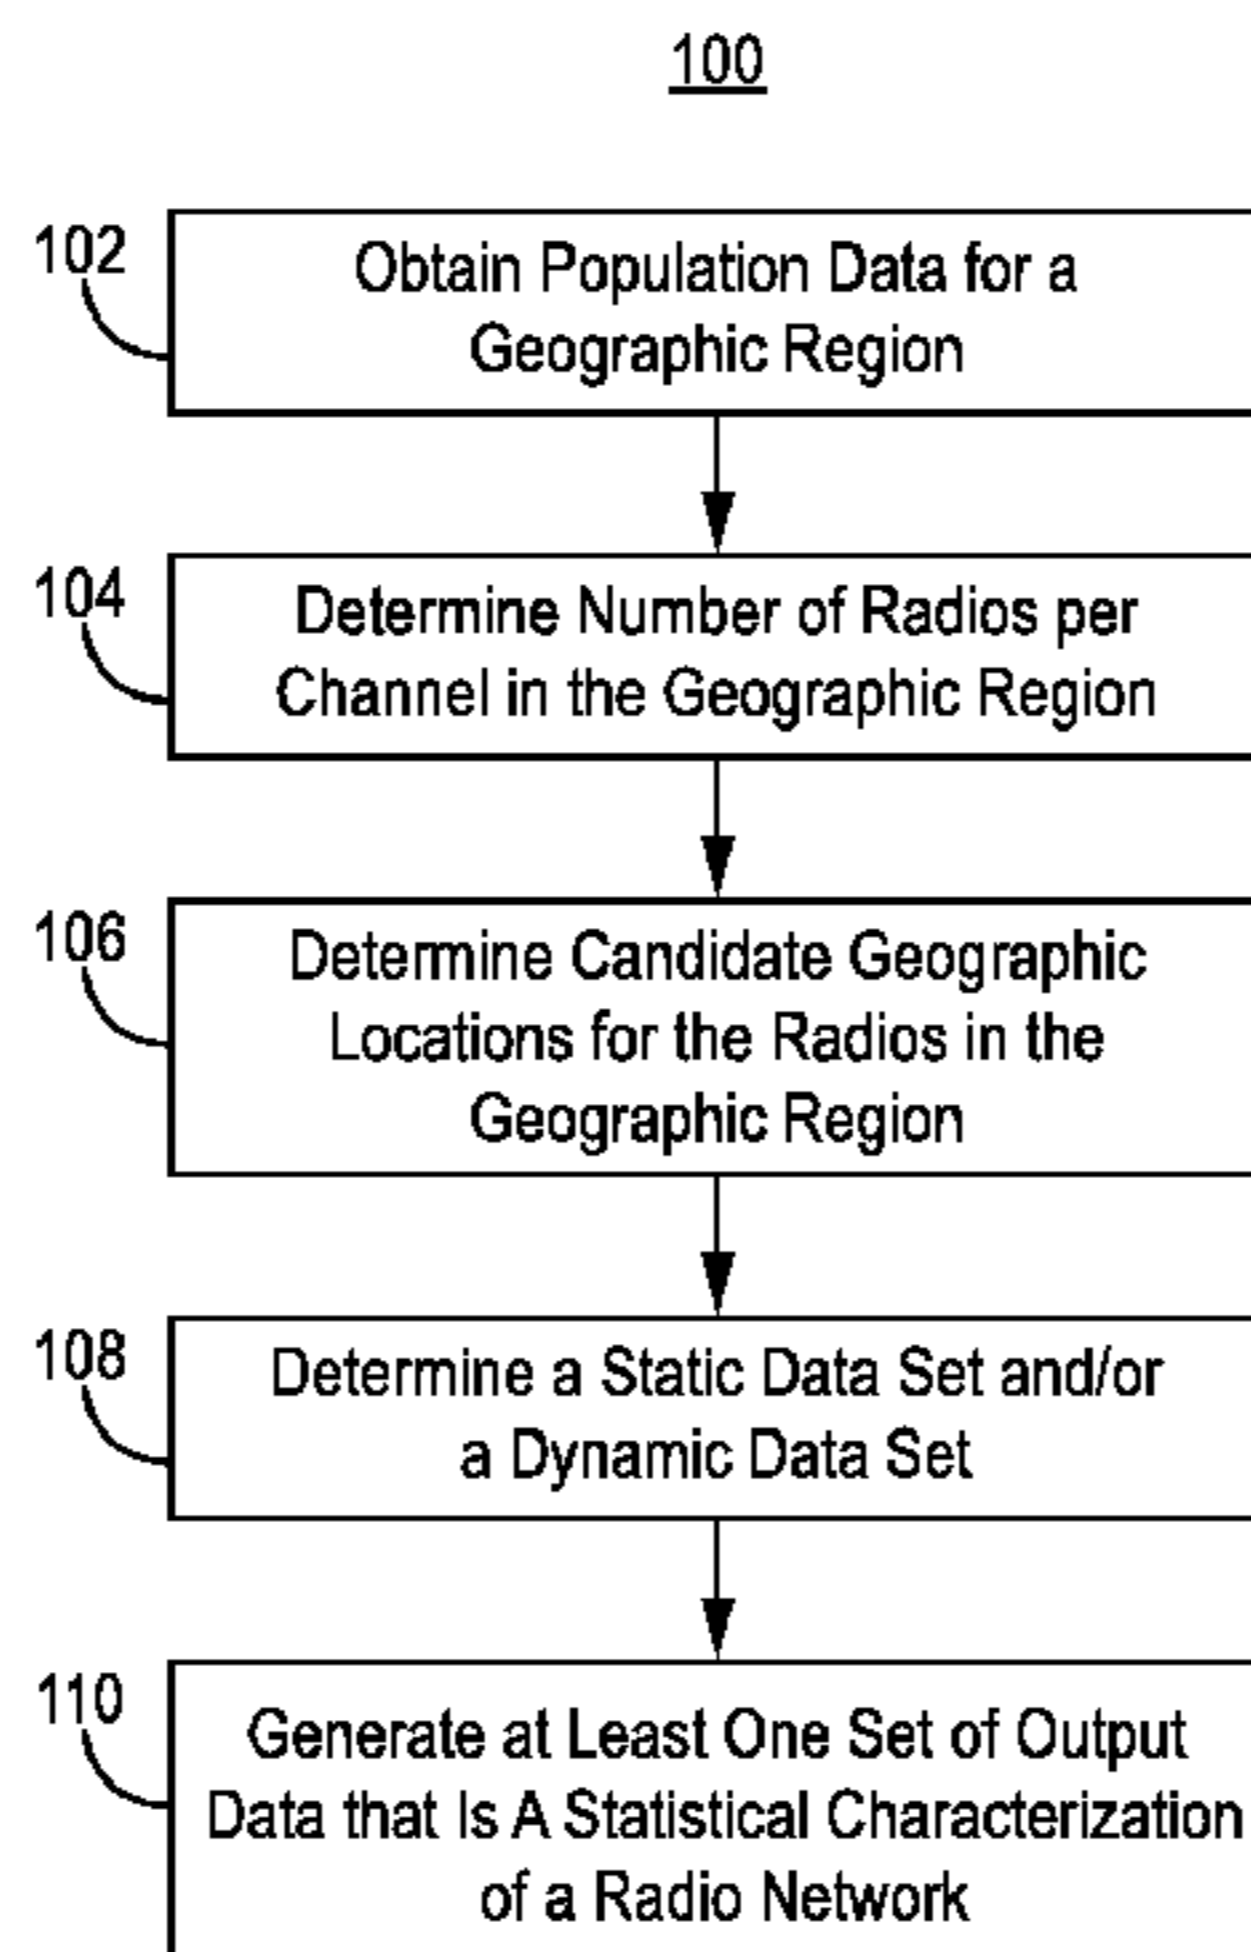 100
102
Obtain Population Data for a
Geographic Region
104
Determine Number of Radios per
Channel in the Geographic Region
106
Determine Candidate Geographic
Locations for the Radios in the
Geographic Region
108
Determine a Static Data Set and/or
a Dynamic Data Set
110
Generate at Least One Set of Output
Data that Is A Statistical Characterization
of a Radio Network